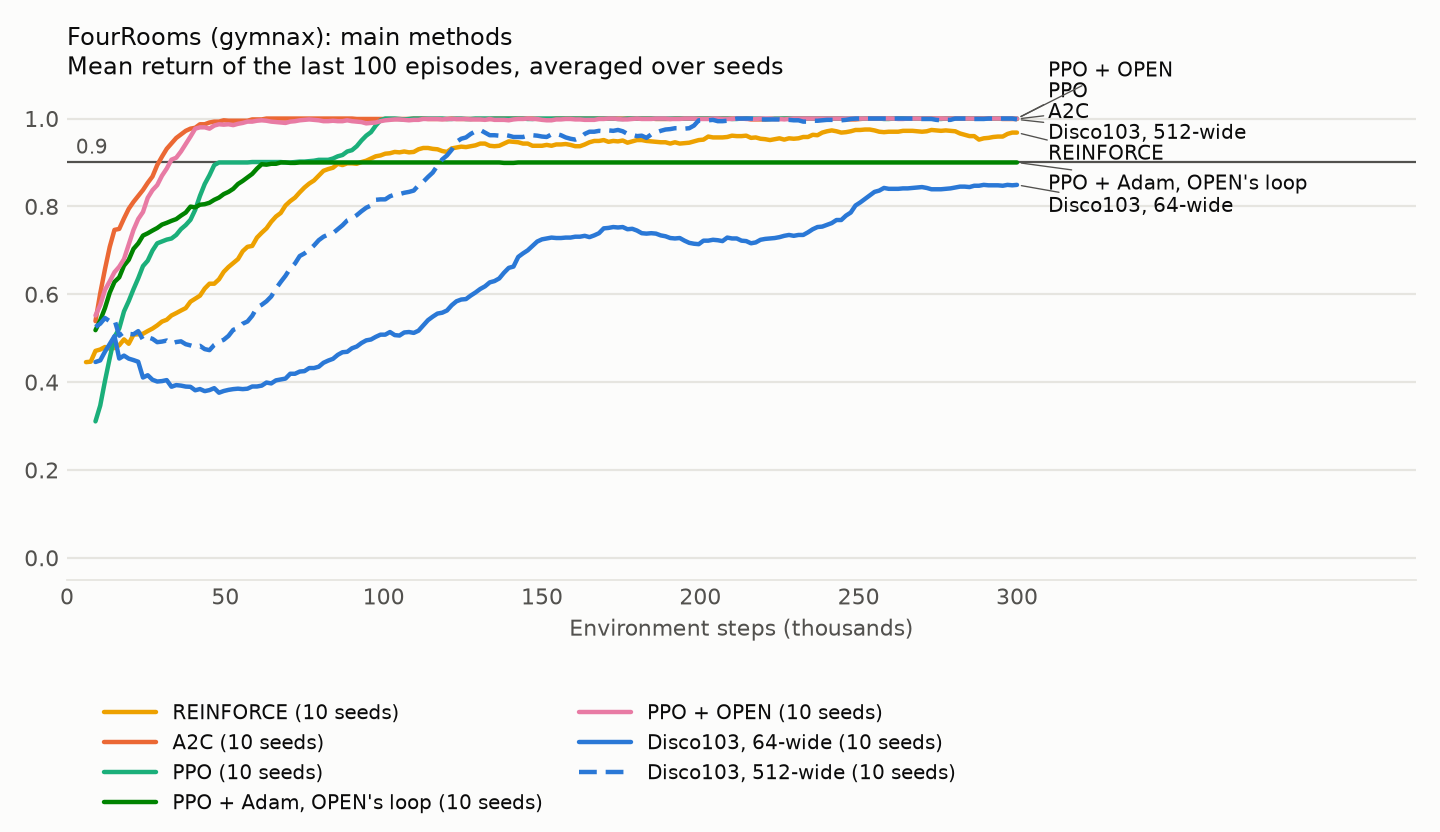 FourRooms (gymnax): main methods
Mean return of the last 100 episodes, averaged over seeds
PPO + OPEN
PPO
A2C
Disco103, 512-wide
REINFORCE
PPO + Adam, OPEN's loop
Disco103, 64-wide
1.0
0.9
0.8
0.6
0.4
0.2
0.0
0 50 100 150 200 250 300
Environment steps (thousands)
REINFORCE (10 seeds)
A2C (10 seeds)
PPO (10 seeds)
PPO + Adam, OPEN's loop (10 seeds)
PPO + OPEN (10 seeds)
Disco103, 64-wide (10 seeds)
Disco103, 512-wide (10 seeds)